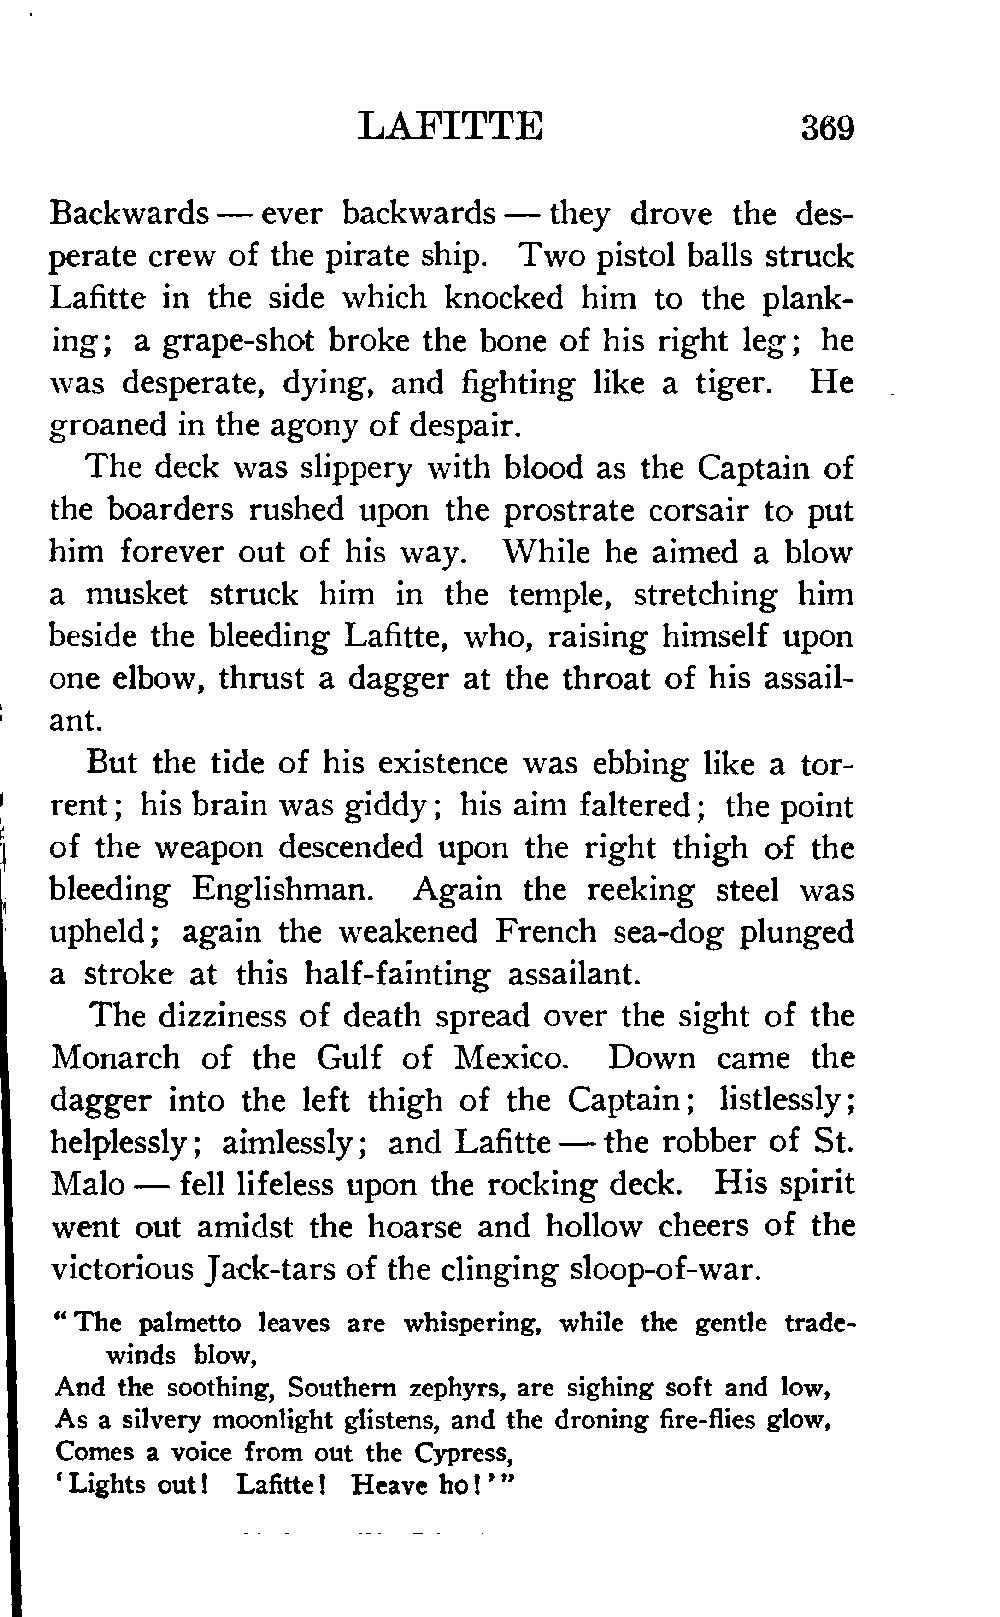 LAFITTE 369
Backwards — ever backwards — they drove the des-
perate crew of the pirate ship. Two pistol balls struck
Lafitte in the side which knocked him to the plank-
ing; a grape-shot broke the bone of his right leg; he
was desperate, dying, and fighting like a tiger. He
groaned in the agony of despair.
The deck was slippery with blood as the Captain of
the boarders rushed upon the prostrate corsair to put
him forever out of his way. While he aimed a blow
a musket struck him in the temple, stretching him
beside the bleeding Lafitte, who, raising himself upon
one elbow, thrust a dagger at the throat of his assail-
ant.
But the tide of his existence was ebbing like a tor-
rent; his brain was giddy; his aim faltered; the point
of the weapon descended upon the right thigh of the
bleeding Englishman. Again the reeking steel was
upheld; again the weakened French sea-dog plunged
a stroke at this half-fainting assailant.
The dizziness of death spread over the sight of the
Monarch of the Gulf of Mexico. Down came the
dagger into the left thigh of the Captain; listlessly;
helplessly; aimlessly; and Lafitte — the robber of St.
Malo — fell lifeless upon the rocking deck. His spirit
went out amidst the hoarse and hollow cheers of the
victorious Jack-tars of the clinging sloop-of-war.
“The palmetto leaves are whispering, while the gentle trade-
winds blow,
And the soothing, Southern zephyrs, are sighing soft and low,
As a silvery moonlight glistens, and the droning fire-flies glow,
Comes a voice from out the Cypress,
‘Lights out! Lafitte! Heave ho!’”